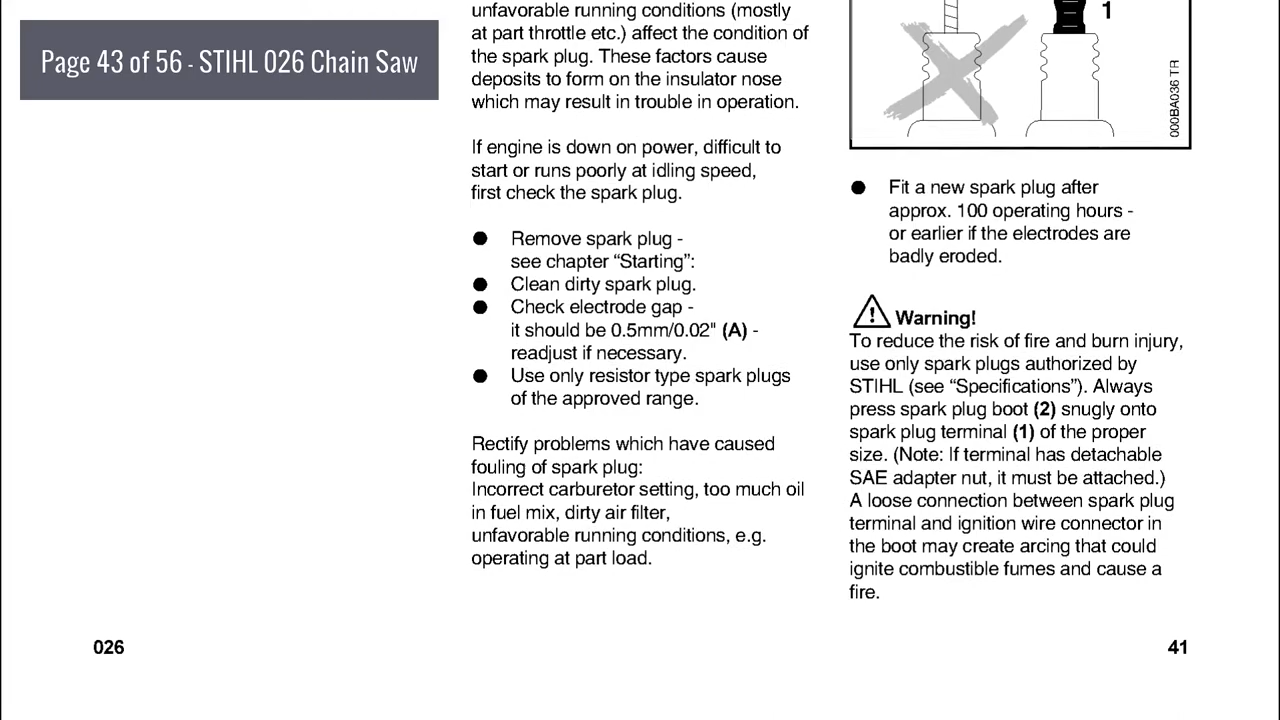 Page 43 of 56 - STIHL 026 Chain Saw
unfavorable running conditions (mostly
at part throttle etc.) affect the condition of
the spark plug. These factors cause
deposits to form on the insulator nose
which may result in trouble in operation.
If engine is down on power, difficult to
start or runs poorly at idling speed,
first check the spark plug.
● Remove spark plug -
see chapter “Starting”:
● Clean dirty spark plug.
● Check electrode gap -
it should be 0.5mm/0.02" (A) -
readjust if necessary.
● Use only resistor type spark plugs
of the approved range.
Rectify problems which have caused
fouling of spark plug:
Incorrect carburetor setting, too much oil
in fuel mix, dirty air filter,
unfavorable running conditions, e.g.
operating at part load.
1
000BA036 TR
● Fit a new spark plug after
approx. 100 operating hours -
or earlier if the electrodes are
badly eroded.
Warning!
To reduce the risk of fire and burn injury,
use only spark plugs authorized by
STIHL (see “Specifications”). Always
press spark plug boot (2) snugly onto
spark plug terminal (1) of the proper
size. (Note: If terminal has detachable
SAE adapter nut, it must be attached.)
A loose connection between spark plug
terminal and ignition wire connector in
the boot may create arcing that could
ignite combustible fumes and cause a
fire.
026
41